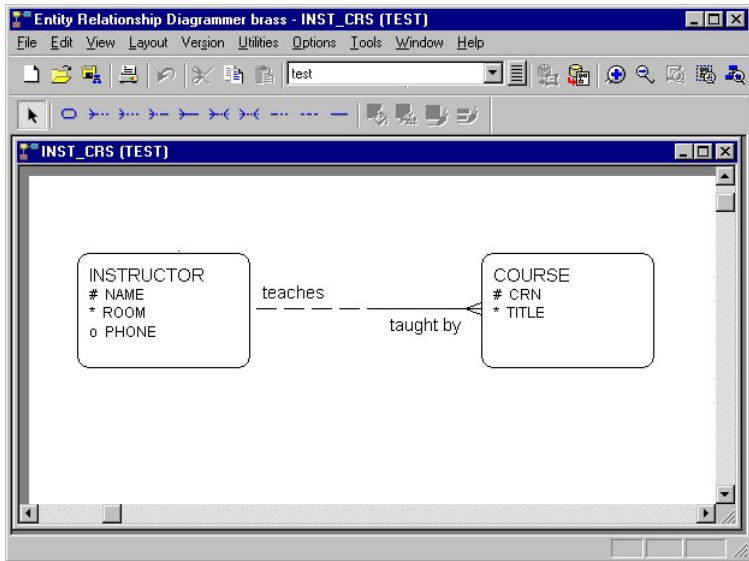 Entity Relationship Diagrammer brass - INST_CRS (TEST)
File Edit View Layout Version Utilities Options Tools Window Help
test
INST_CRS (TEST)
INSTRUCTOR
# NAME
* ROOM
o PHONE
teaches
taught by
COURSE
# CRN
* TITLE